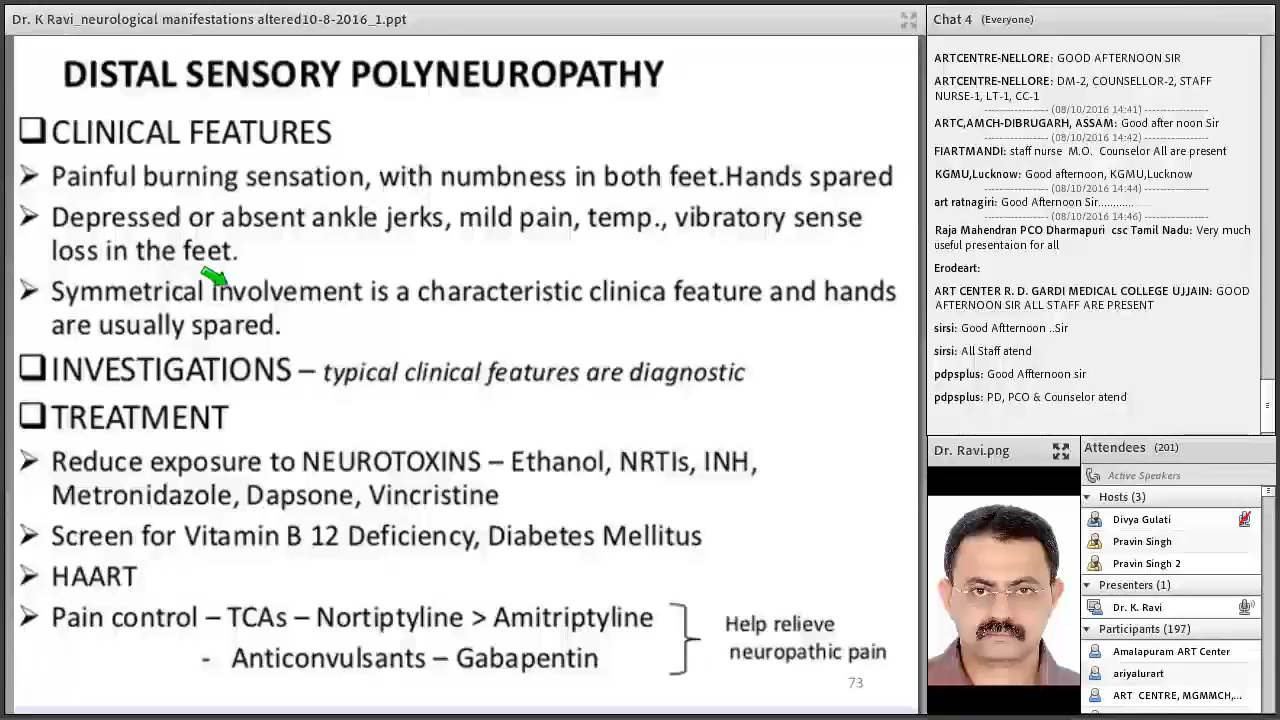 Dr. K Ravi_neurological manifestations altered10-8-2016_1.ppt
DISTAL SENSORY POLYNEUROPATHY
CLINICAL FEATURES
Painful burning sensation, with numbness in both feet.Hands spared
Depressed or absent ankle jerks, mild pain, temp., vibratory sense
loss in the feet.
Symmetrical involvement is a characteristic clinica feature and hands
are usually spared.
INVESTIGATIONS – typical clinical features are diagnostic
TREATMENT
Reduce exposure to NEUROTOXINS – Ethanol, NRTIs, INH,
Metronidazole, Dapsone, Vincristine
Screen for Vitamin B 12 Deficiency, Diabetes Mellitus
HAART
Pain control – TCAs – Nortiptyline > Amitriptyline
- Anticonvulsants – Gabapentin
Help relieve
neuropathic pain
73
Chat 4 (Everyone)
ARTCENTRE-NELLORE: GOOD AFTERNOON SIR
ARTCENTRE-NELLORE: DM-2, COUNSELLOR-2, STAFF
NURSE-1, LT-1, CC-1
------------------- (08/10/2016 14:41) -------------------
ARTC,AMCH-DIBRUGARH, ASSAM: Good after noon Sir
------------------- (08/10/2016 14:42) -------------------
FIARTMANDI: staff nurse M.O. Counselor All are present
KGMU,Lucknow: Good afternoon, KGMU,Lucknow
------------------- (08/10/2016 14:44) -------------------
art ratnagiri: Good Afternoon Sir...........
------------------- (08/10/2016 14:46) -------------------
Raja Mahendran PCO Dharmapuri csc Tamil Nadu: Very much
useful presentaion for all
Erodeart:
ART CENTER R. D. GARDI MEDICAL COLLEGE UJJAIN: GOOD
AFTERNOON SIR ALL STAFF ARE PRESENT
sirsi: Good Afthernoon ..Sir
sirsi: All Staff atend
pdpsplus: Good Affternoon sir
pdpsplus: PD, PCO & Counselor atend
Dr. Ravi.png
Attendees (201)
Active Speakers
Hosts (3)
Divya Gulati
Pravin Singh
Pravin Singh 2
Presenters (1)
Dr. K. Ravi
Participants (197)
Amalapuram ART Center
ariyalurart
ART CENTRE, MGMMCH,...